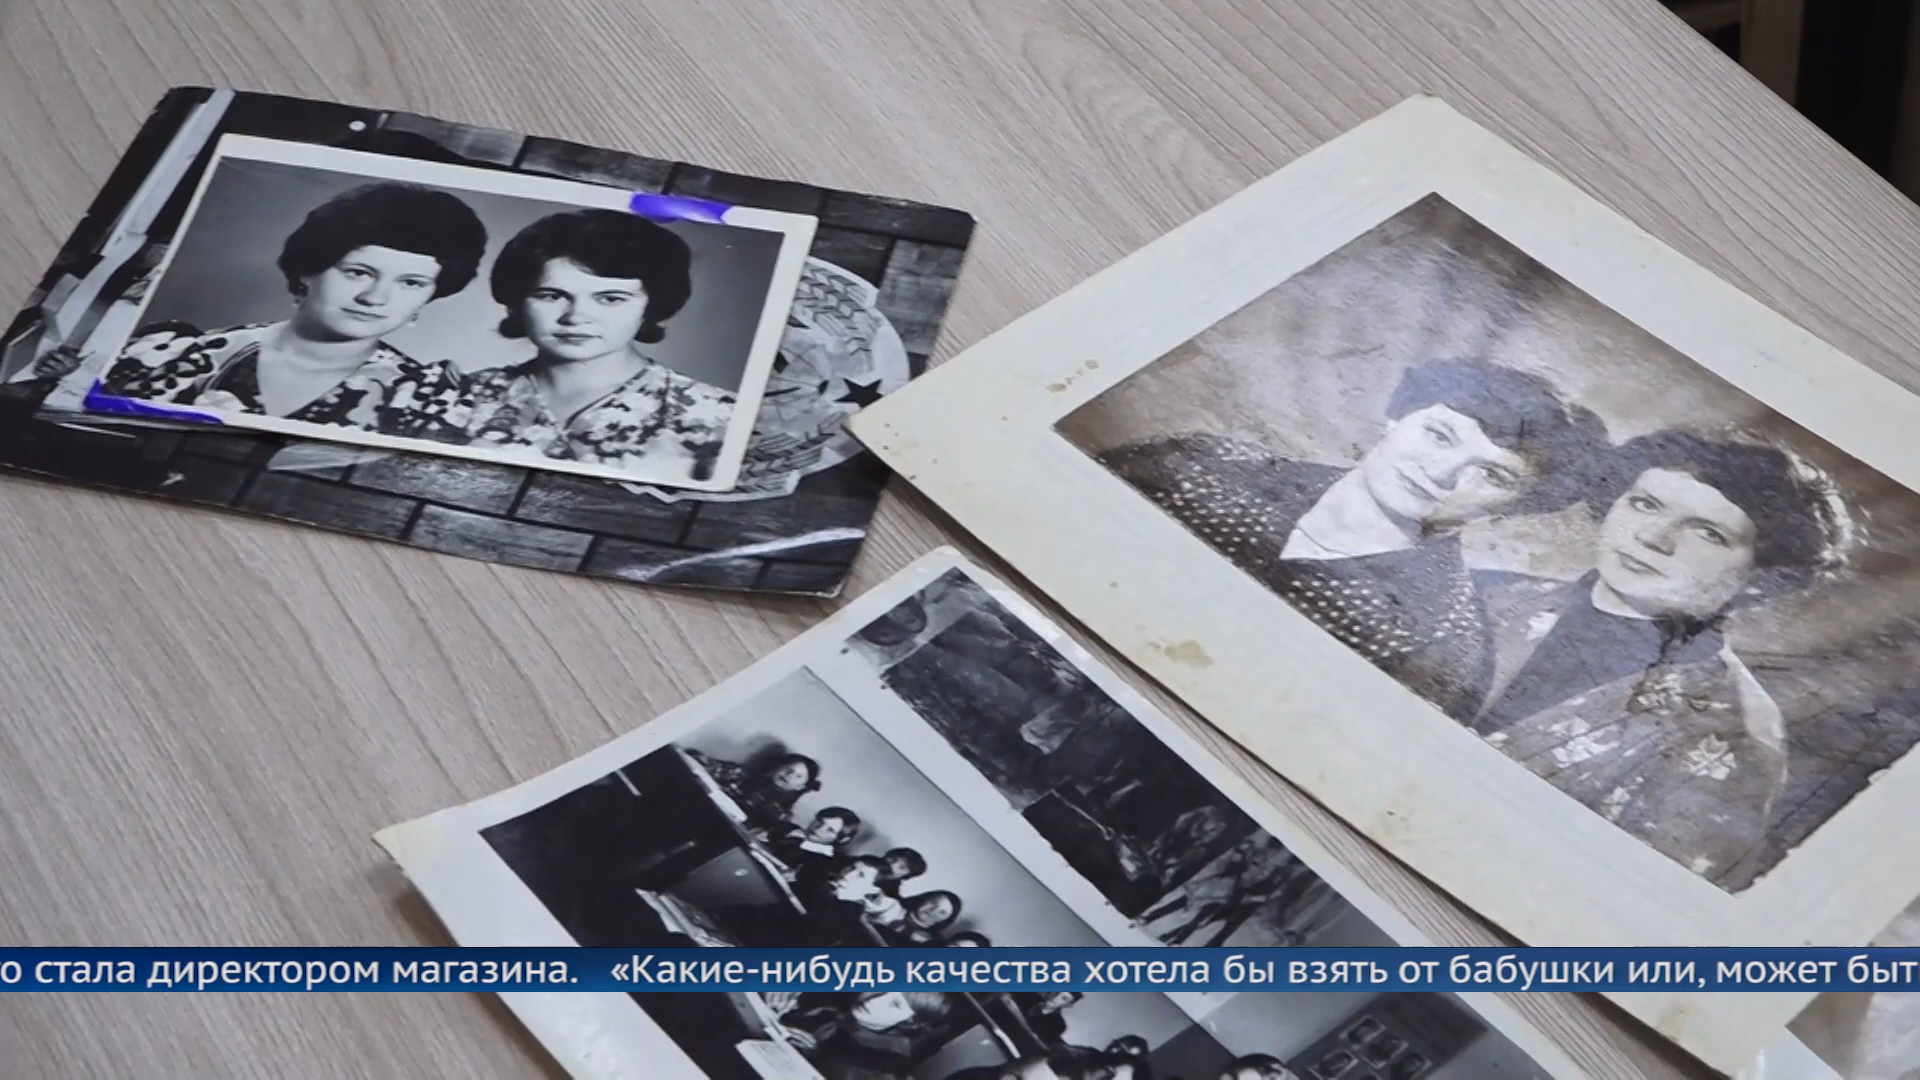 стала директором магазина. «Какие-нибудь качества хотела бы взять от бабушки или, может быт